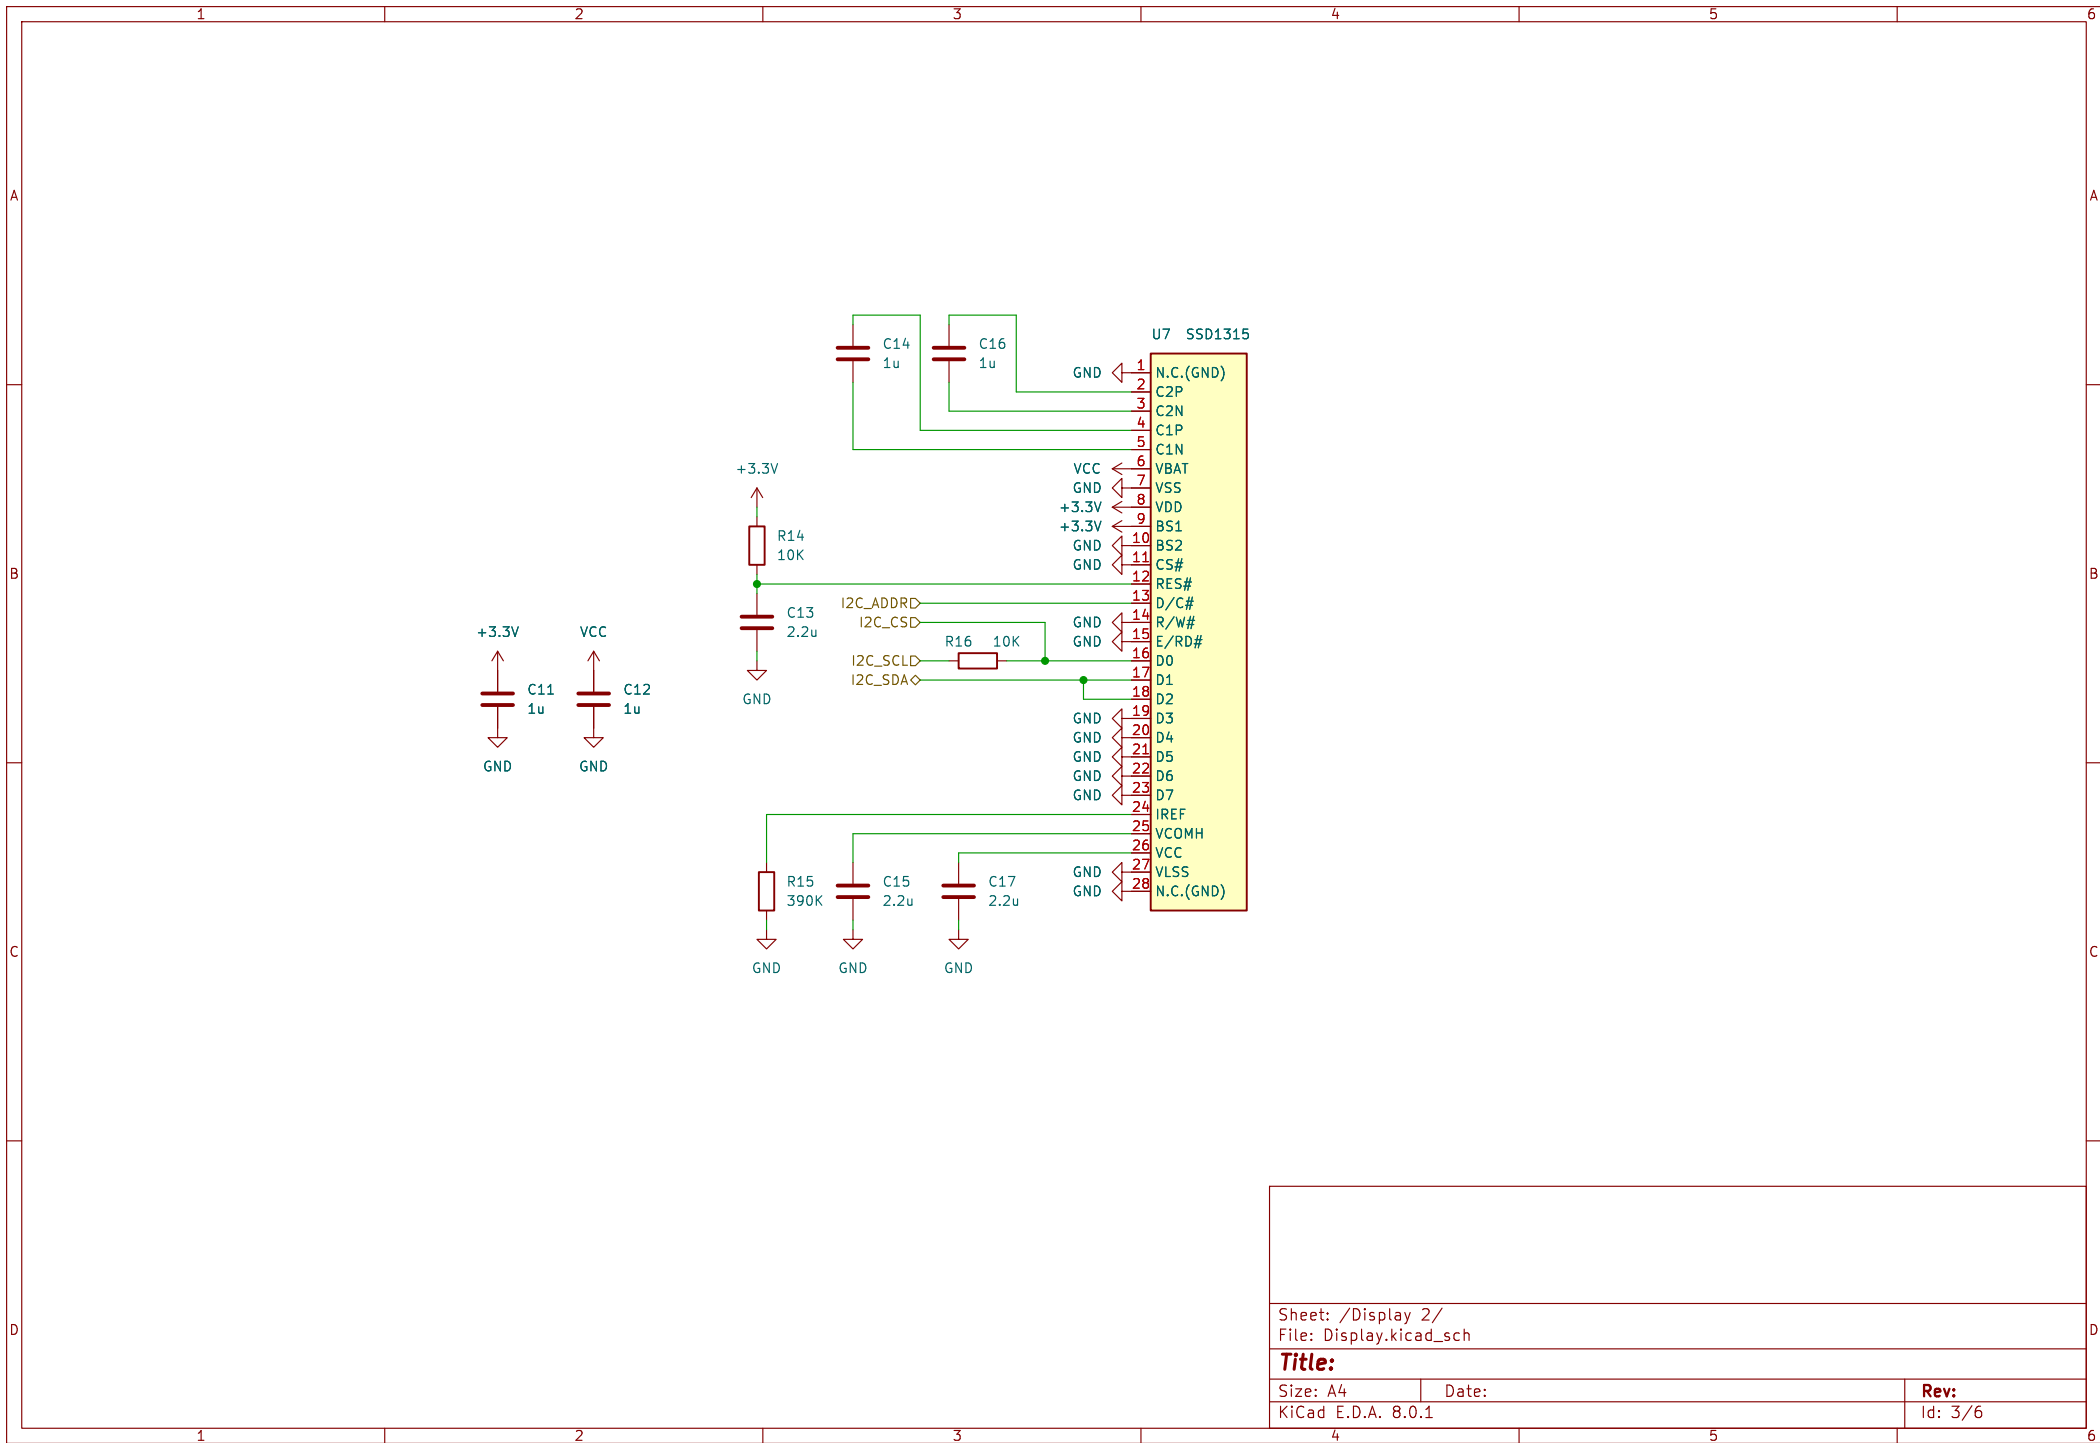 1 2 3 4 5 6
A A
B B
C C
D D
U7 SSD1315
C14
1u
C16
1u
GND 1 N.C.(GND)
2 C2P
3 C2N
4 C1P
5 C1N
VCC 6 VBAT
GND 7 VSS
+3.3V 8 VDD
+3.3V 9 BS1
GND 10 BS2
GND 11 CS#
12 RES#
I2C_ADDR 13 D/C#
I2C_CS GND 14 R/W#
R16 10K GND 15 E/RD#
I2C_SCL 16 D0
I2C_SDA 17 D1
18 D2
GND 19 D3
GND 20 D4
GND 21 D5
GND 22 D6
GND 23 D7
24 IREF
25 VCOMH
26 VCC
GND 27 VLSS
GND 28 N.C.(GND)
+3.3V
R14
10K
C13
2.2u
GND
+3.3V
C11
1u
GND
VCC
C12
1u
GND
R15
390K
GND
C15
2.2u
GND
C17
2.2u
GND
Sheet: /Display 2/
File: Display.kicad_sch
Title:
Size: A4 Date: Rev:
KiCad E.D.A. 8.0.1 Id: 3/6
1 2 3 4 5 6